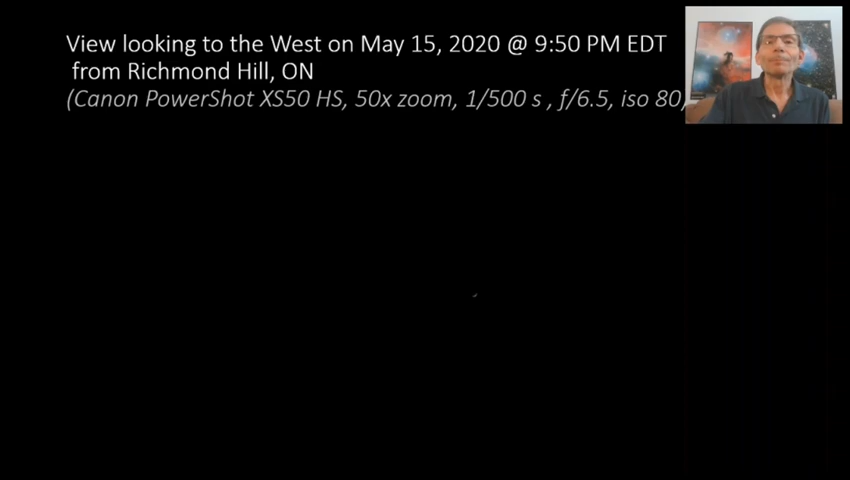 View looking to the West on May 15, 2020 @ 9:50 PM EDT
from Richmond Hill, ON
(Canon PowerShot XS50 HS, 50x zoom, 1/500 s , f/6.5, iso 80)